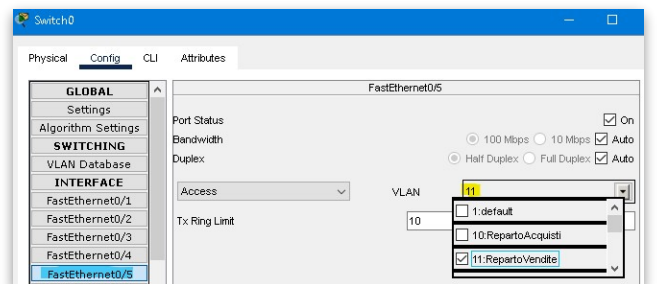 Switch0
Physical Config CLI Attributes
GLOBAL
Settings
Algorithm Settings
SWITCHING
VLAN Database
INTERFACE
FastEthernet0/1
FastEthernet0/2
FastEthernet0/3
FastEthernet0/4
FastEthernet0/5
FastEthernet0/5
Port Status On
Bandwidth 100 Mbps 10 Mbps Auto
Duplex Half Duplex Full Duplex Auto
Access VLAN 11
Tx Ring Limit 10
1:default
10:RepartoAcquisti
11:RepartoVendite